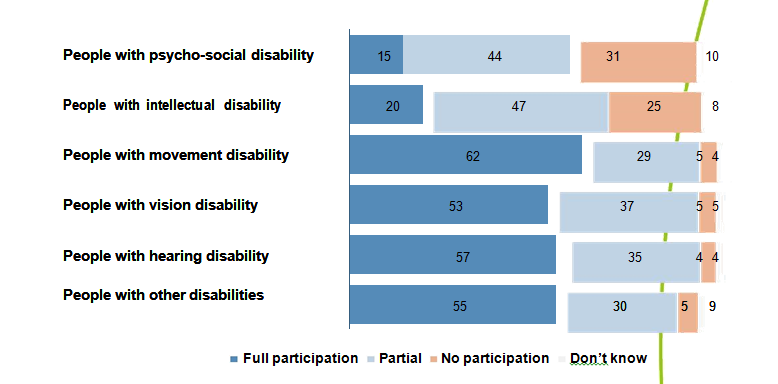 People with psycho-social disability 15 44 31 10
People with intellectual disability 20 47 25 8
People with movement disability 62 29 5 4
People with vision disability 53 37 5 5
People with hearing disability 57 35 4 4
People with other disabilities 55 30 5 9
Full participation Partial No participation Don't know